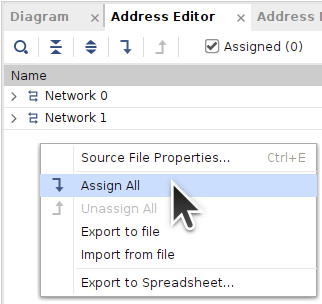 Diagram × Address Editor × Address
Assigned (0)
Name
Network 0
Network 1
Source File Properties... Ctrl+E
Assign All
Unassign All
Export to file
Import from file
Export to Spreadsheet...